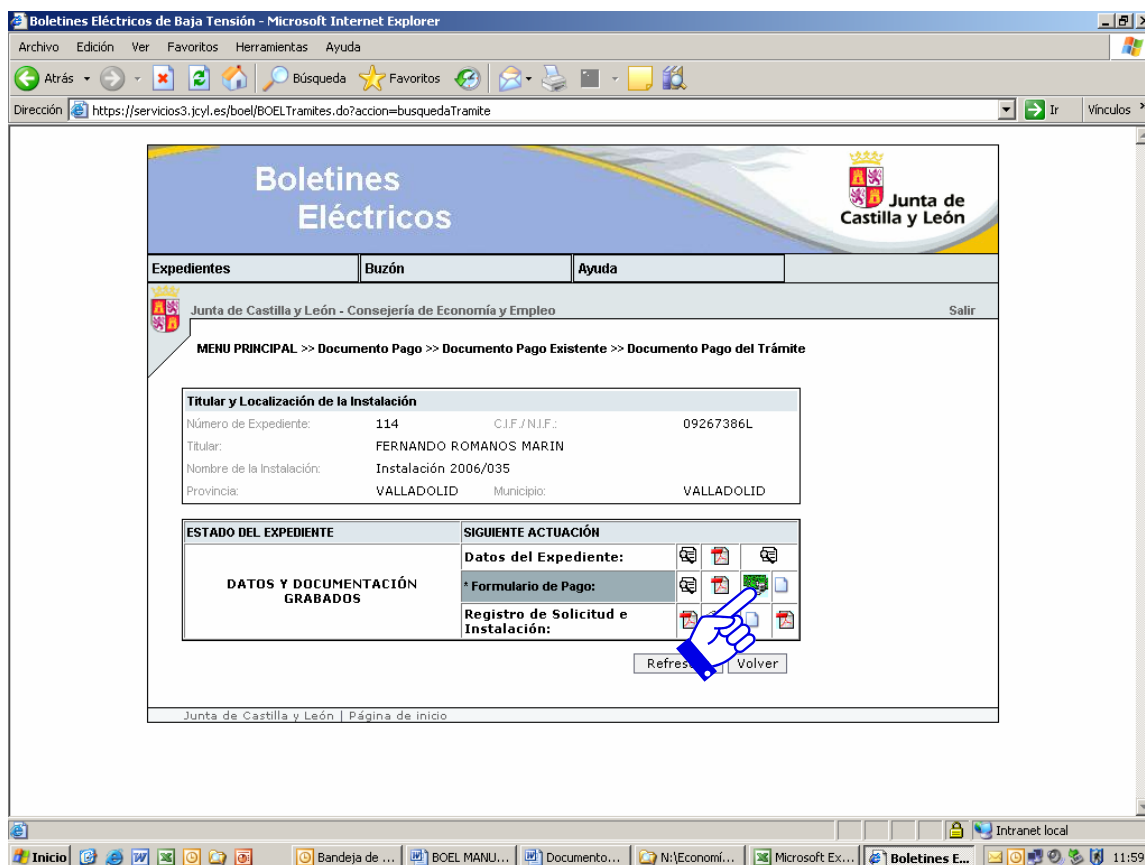 Boletines Eléctricos de Baja Tensión - Microsoft Internet Explorer
Archivo Edición Ver Favoritos Herramientas Ayuda
Atrás Búsqueda Favoritos
Dirección https://servicios3.jcyl.es/boel/BOELTramites.do?accion=busquedaTramite Ir Vínculos
Boletines
Eléctricos
Junta de
Castilla y León
Expedientes Buzón Ayuda
Junta de Castilla y León - Consejería de Economía y Empleo Salir
MENU PRINCIPAL >> Documento Pago >> Documento Pago Existente >> Documento Pago del Trámite
Titular y Localización de la Instalación
Número de Expediente: 114 C.I.F./N.I.F.: 09267386L
Titular: FERNANDO ROMANOS MARIN
Nombre de la Instalación: Instalación 2006/035
Provincia: VALLADOLID Municipio: VALLADOLID
ESTADO DEL EXPEDIENTE SIGUIENTE ACTUACIÓN
Datos del Expediente:
DATOS Y DOCUMENTACIÓN
GRABADOS
* Formulario de Pago:
Registro de Solicitud e
Instalación:
Volver
Junta de Castilla y León | Página de inicio
Intranet local
Inicio Bandeja de ... BOEL MANU... Documento... N:\Economí... Microsoft Ex... Boletines E... 11:59